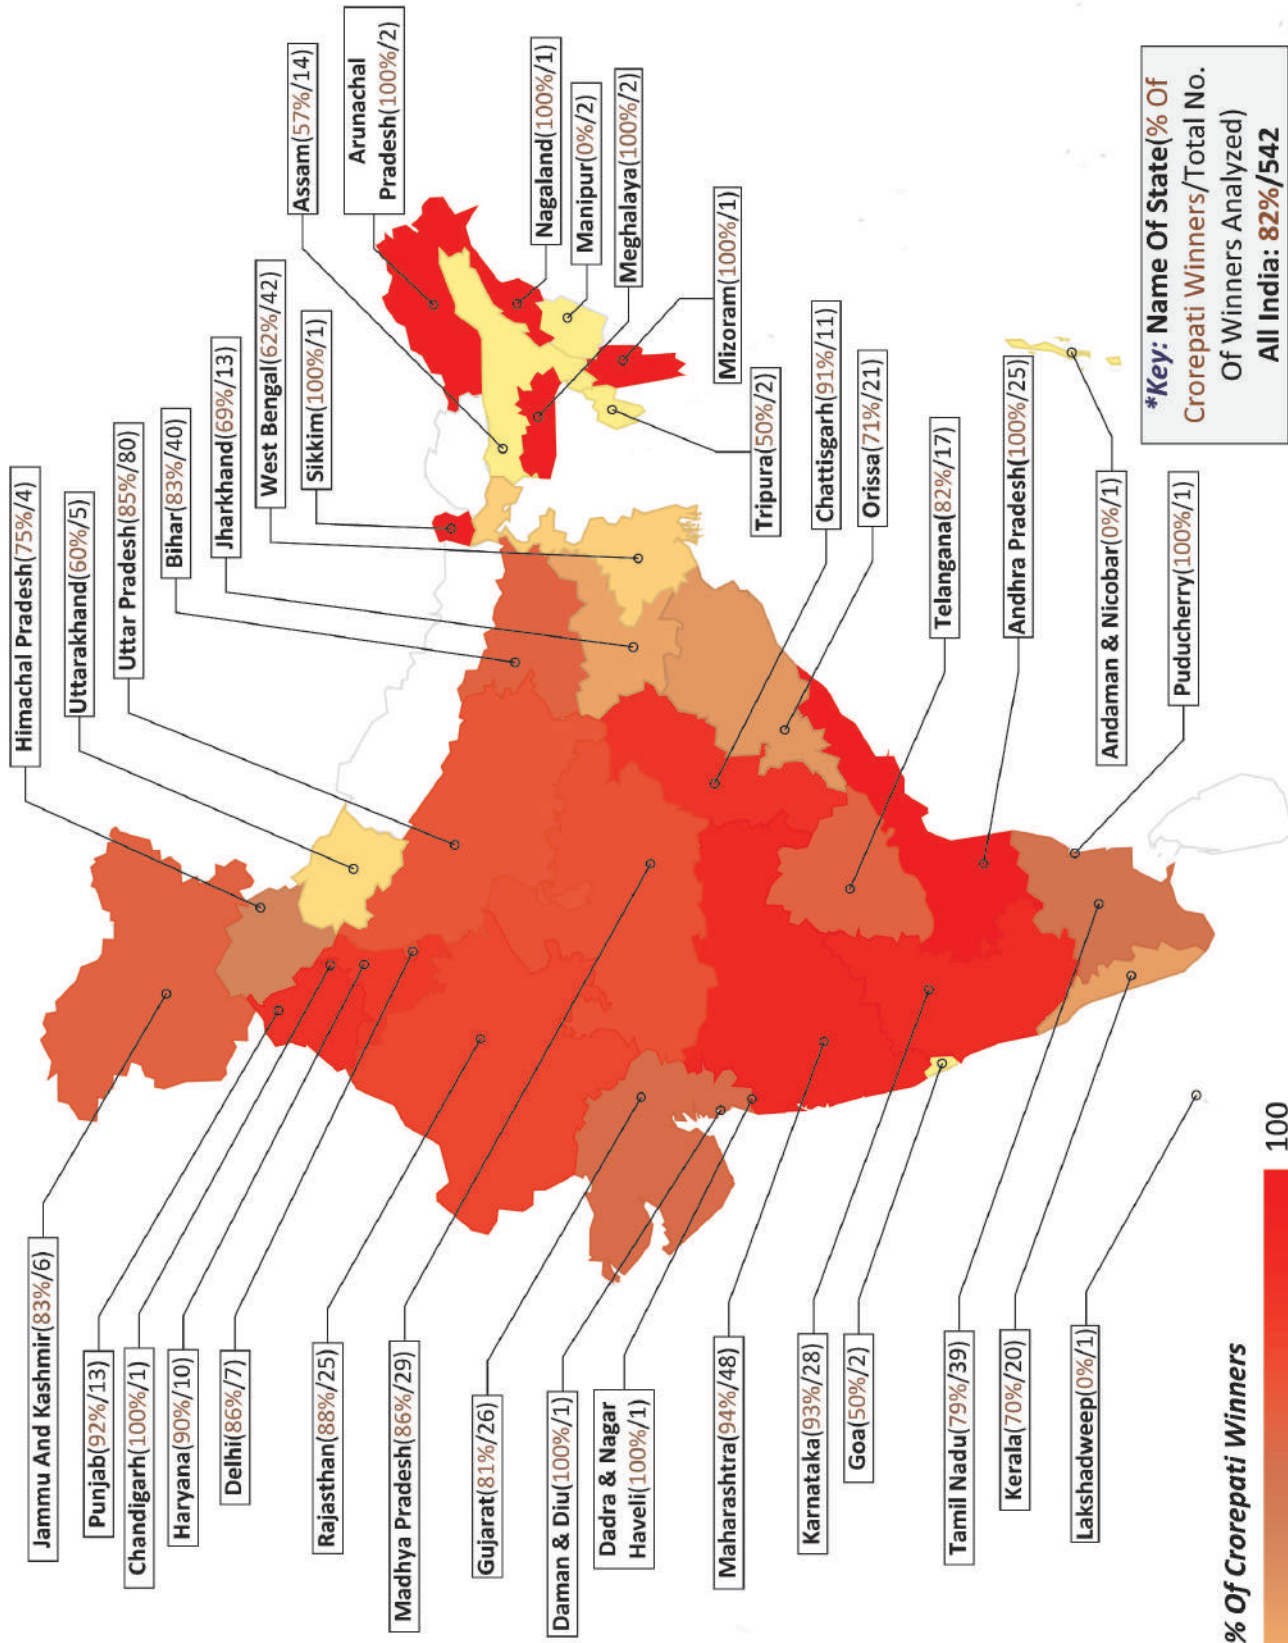 Jammu And Kashmir(83%/6)
Punjab(92%/13)
Chandigarh(100%/1)
Haryana(90%/10)
Delhi(86%/7)
Rajasthan(88%/25)
Madhya Pradesh(86%/29)
Gujarat(81%/26)
Daman & Diu(100%/1)
Dadra & Nagar
Haveli(100%/1)
Maharashtra(94%/48)
Karnataka(93%/28)
Goa(50%/2)
Tamil Nadu(79%/39)
Kerala(70%/20)
Lakshadweep(0%/1)
Himachal Pradesh(75%/4)
Uttarakhand(60%/5)
Uttar Pradesh(85%/80)
Bihar(83%/40)
Jharkhand(69%/13)
West Bengal(62%/42)
Sikkim(100%/1)
Assam(57%/14)
Arunachal
Pradesh(100%/2)
Nagaland(100%/1)
Manipur(0%/2)
Meghalaya(100%/2)
Mizoram(100%/1)
Tripura(50%/2)
Chattisgarh(91%/11)
Orissa(71%/21)
Telangana(82%/17)
Andhra Pradesh(100%/25)
Andaman & Nicobar(0%/1)
Puducherry(100%/1)
*Key: Name Of State(% Of
Crorepati Winners/Total No.
Of Winners Analyzed)
All India: 82%/542
% Of Crorepati Winners
100